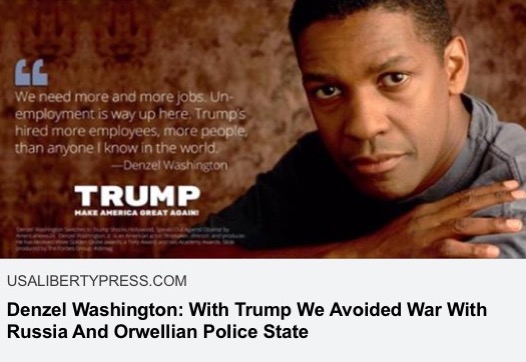 We need more and more jobs. Un-
employment is way up here. Trump's
hired more employees, more people,
than anyone I know in the world.
—Denzel Washington
TRUMP
MAKE AMERICA GREAT AGAIN!
USALIBERTYPRESS.COM
Denzel Washington: With Trump We Avoided War With
Russia And Orwellian Police State